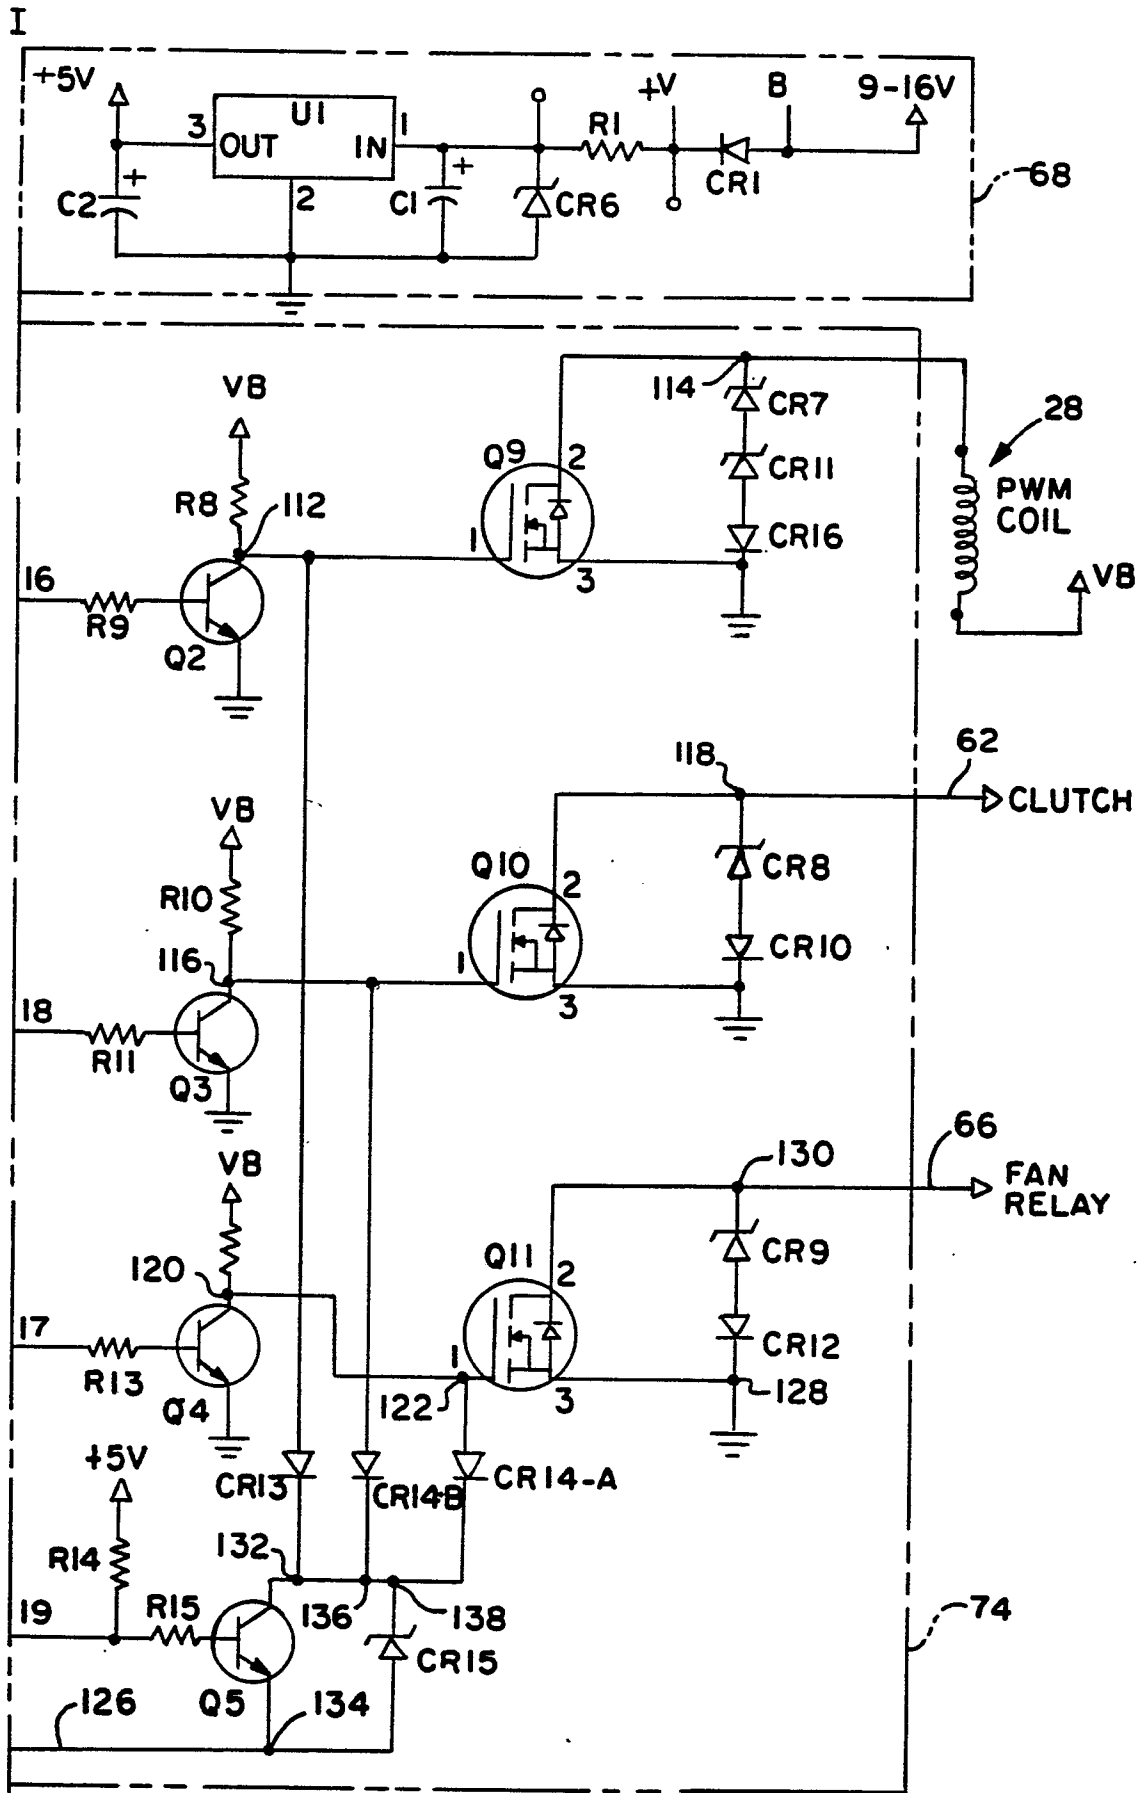 I
+5V
U1
3
OUT
IN
1
2
C2
+
C1
+
CR6
R1
+V
CR1
B
9-16V
68
VB
R8
112
16
R9
Q2
Q9
1
2
3
114
CR7
CR11
CR16
28
PWM
COIL
VB
VB
R10
116
18
R11
Q3
Q10
1
2
3
118
CR8
CR10
62
CLUTCH
VB
120
17
R13
Q4
Q11
1
2
3
122
130
CR9
CR12
128
66
FAN
RELAY
CR13
CR14B
CR14-A
+5V
R14
19
R15
Q5
132
136
138
CR15
126
134
74